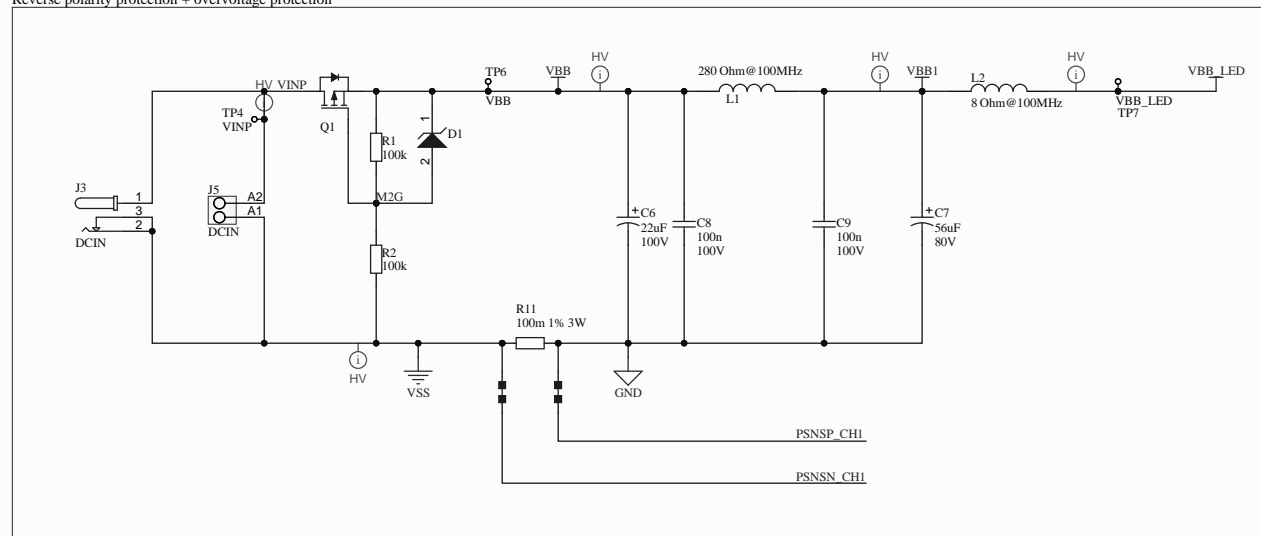 Reverse polarity protection + overvoltage protection
HV VINP
TP4
VINP
Q1
R1
100k
1
D1
2
TP6
VBB
VBB
HV
i
i
280 Ohm@100MHz
L1
HV
i
VBB1
L2
8 Ohm@100MHz
HV
i
VBB_LED
TP7
VBB_LED
J3
1
3
2
DCIN
J5
A2
A1
DCIN
M2G
R2
100k
+ C6
22uF
100V
C8
100n
100V
C9
100n
100V
+ C7
56uF
80V
i
HV
VSS
R11
100m 1% 3W
GND
PSNSP_CH1
PSNSN_CH1